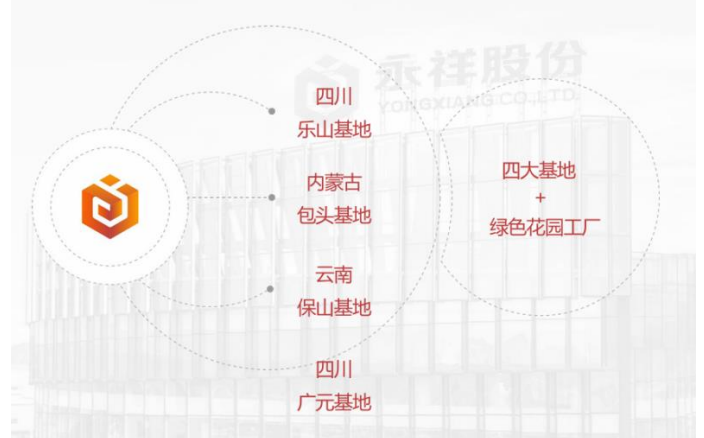 永祥股份
YONGXIANG CO.,LTD.
四川
乐山基地
内蒙古
包头基地
云南
保山基地
四川
广元基地
四大基地
+
绿色花园工厂